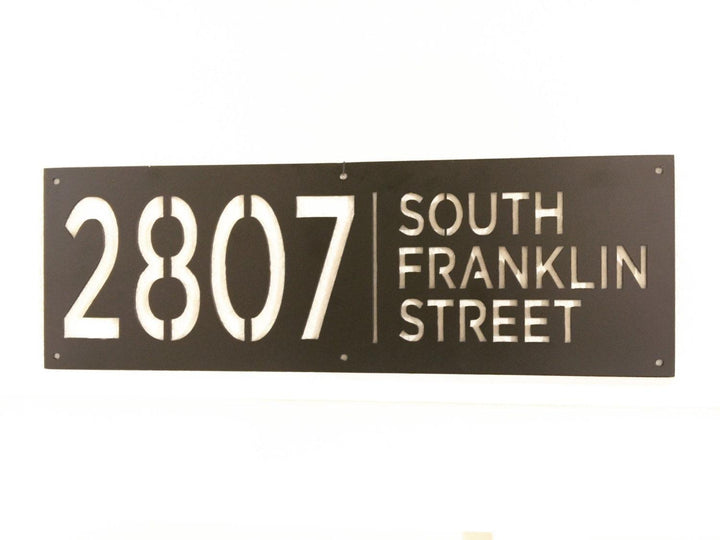 2807
SOUTH
FRANKLIN
STREET